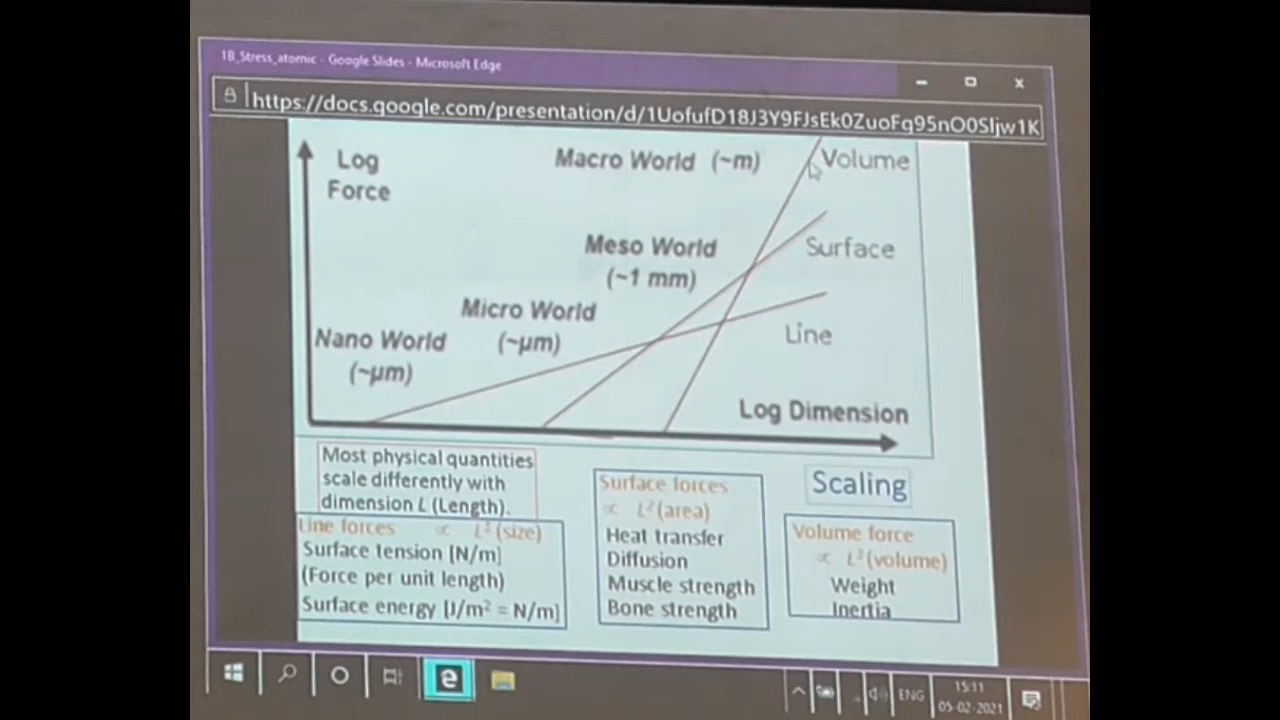 1B_Stress_atomic - Google Slides - Microsoft Edge
https://docs.google.com/presentation/d/1UofufD18J3Y9FJsEk0ZuoFq95nO0SIjw1K
Log
Force
Macro World (~m)
Volume
Meso World
(~1 mm)
Surface
Micro World
(~µm)
Nano World
(~µm)
Line
Log Dimension
Most physical quantities
scale differently with
dimension L (Length).
Line forces ∝ L¹ (size)
Surface tension [N/m]
(Force per unit length)
Surface energy [J/m² = N/m]
Surface forces
∝ L² (area)
Heat transfer
Diffusion
Muscle strength
Bone strength
Scaling
Volume force
∝ L³ (volume)
Weight
Inertia
ENG
15:11
05-02-2021